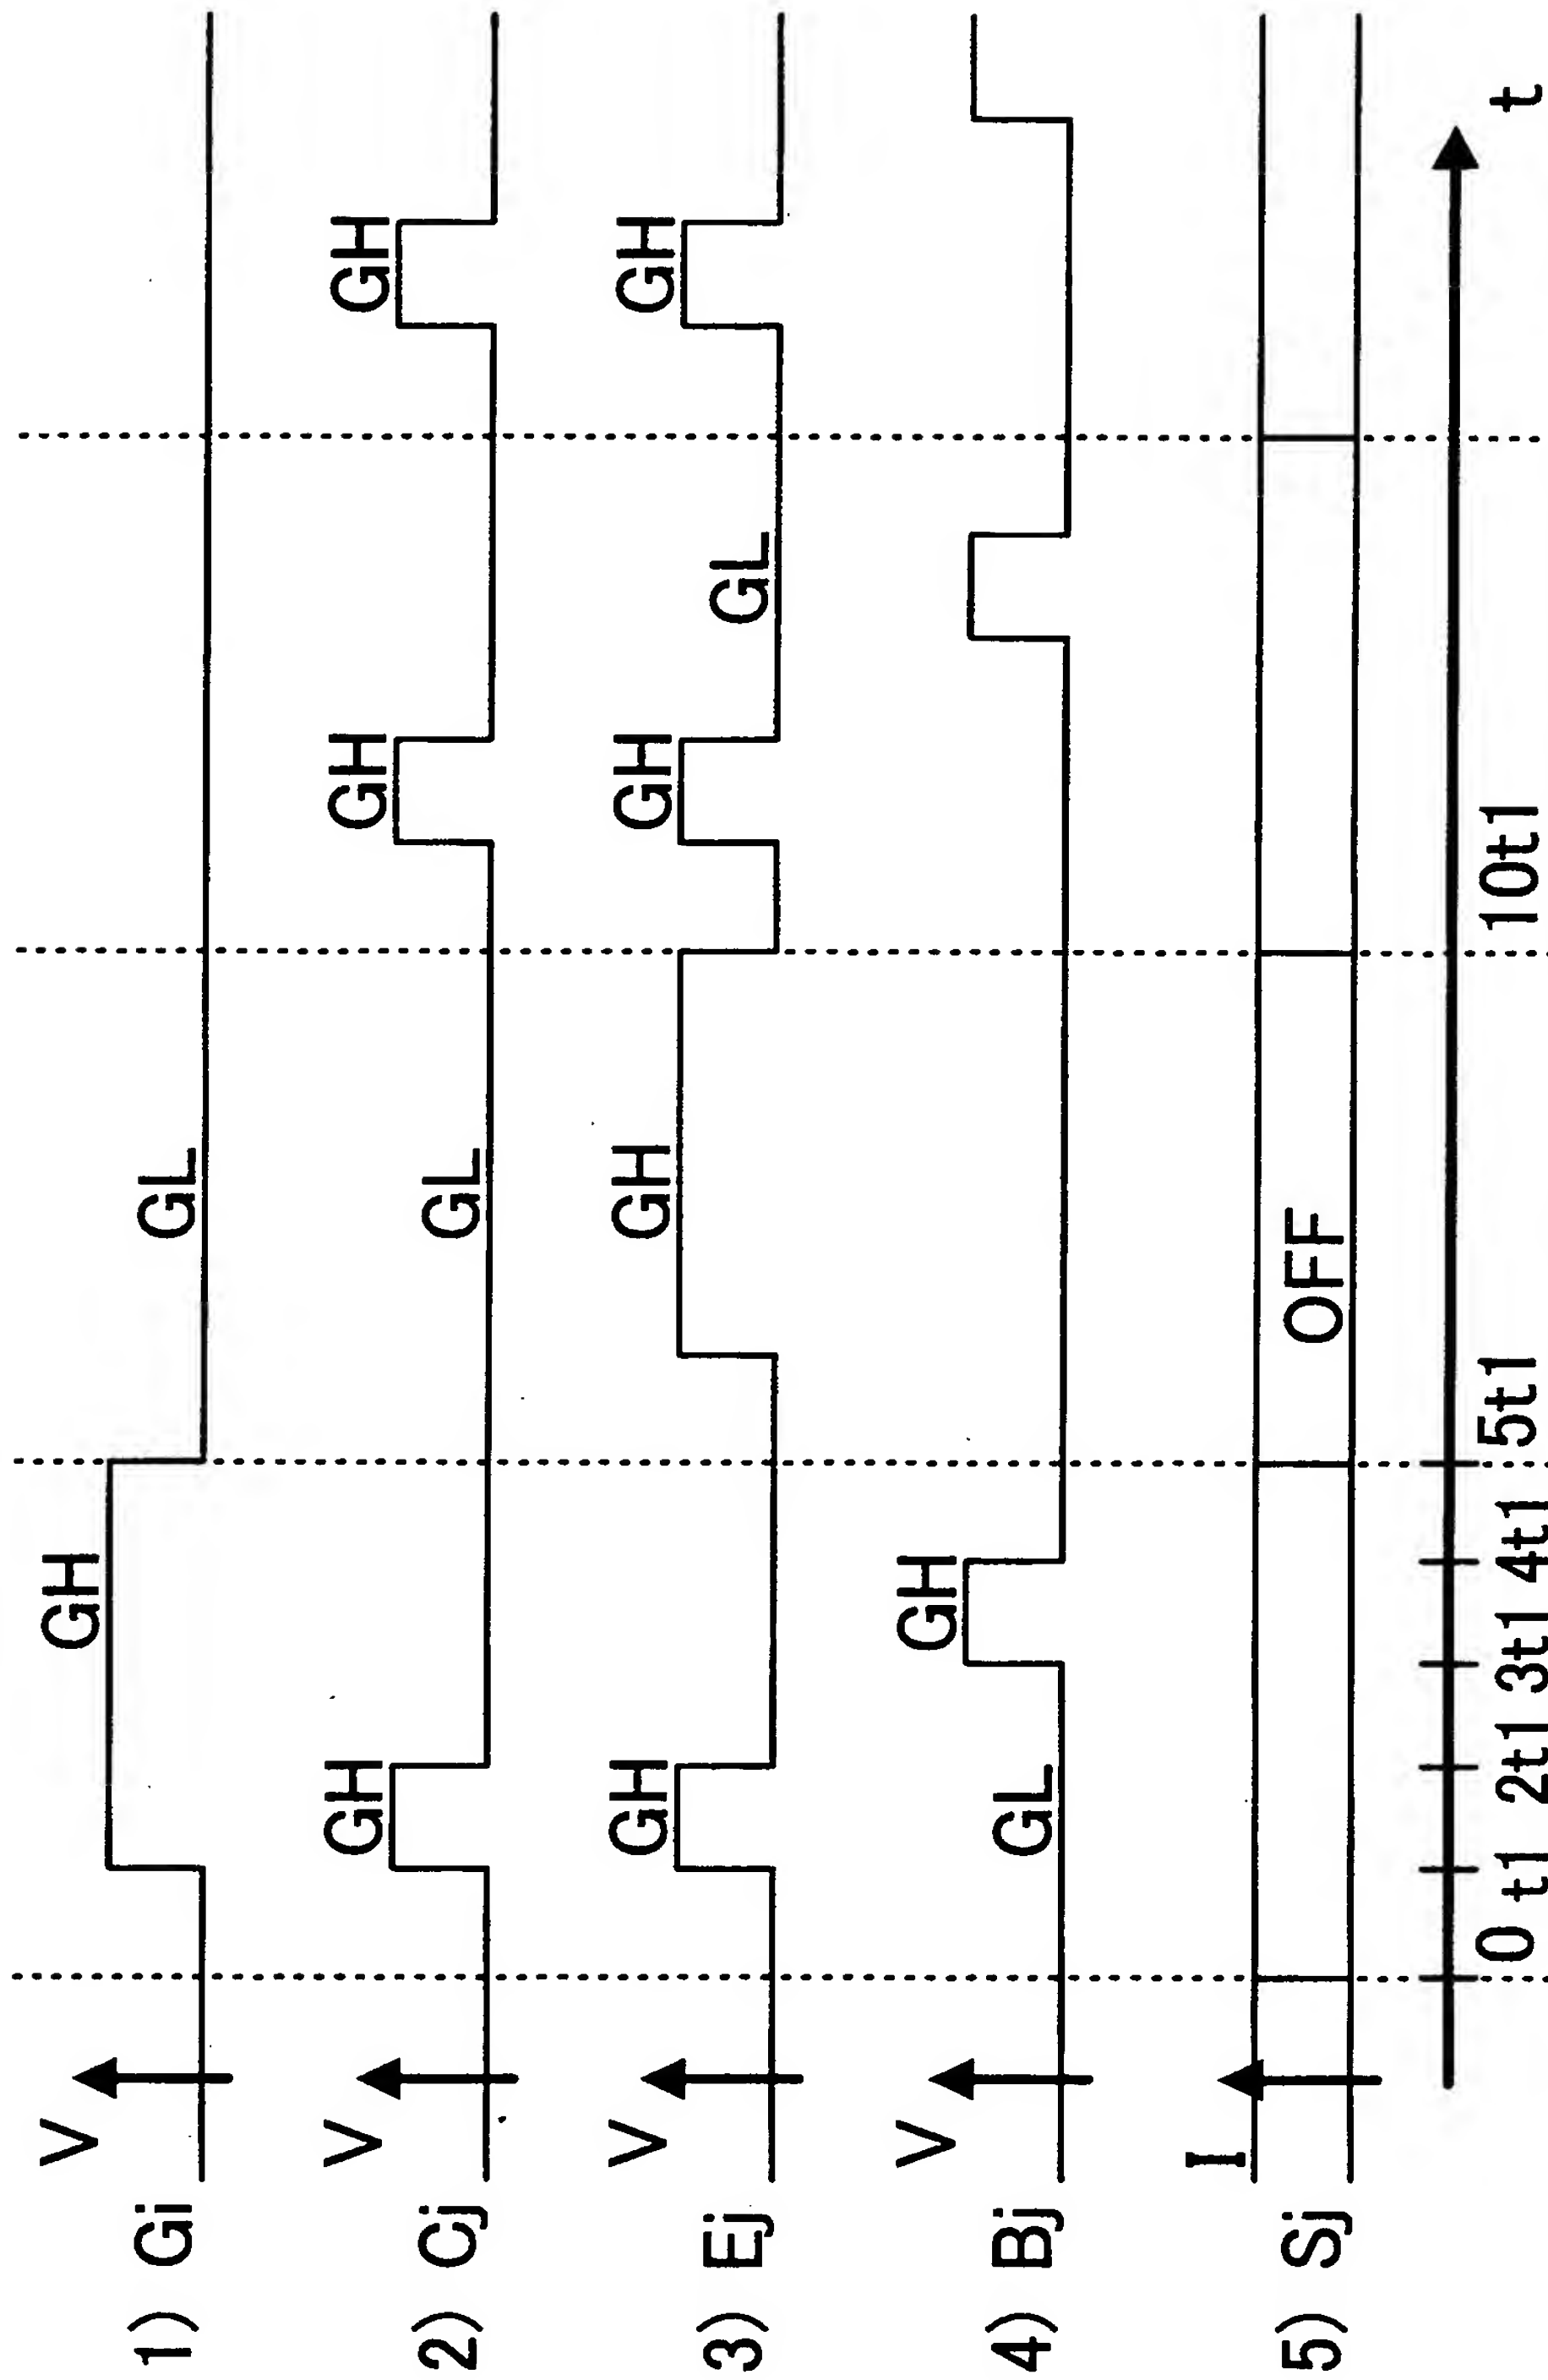 1) Gi V GH GL
2) Cj V GH GL GH GH
3) Ej V GH GH GH GL GH
4) Bj V GL GH
5) Sj I OFF
0 t1 2t1 3t1 4t1 5t1 10t1 t